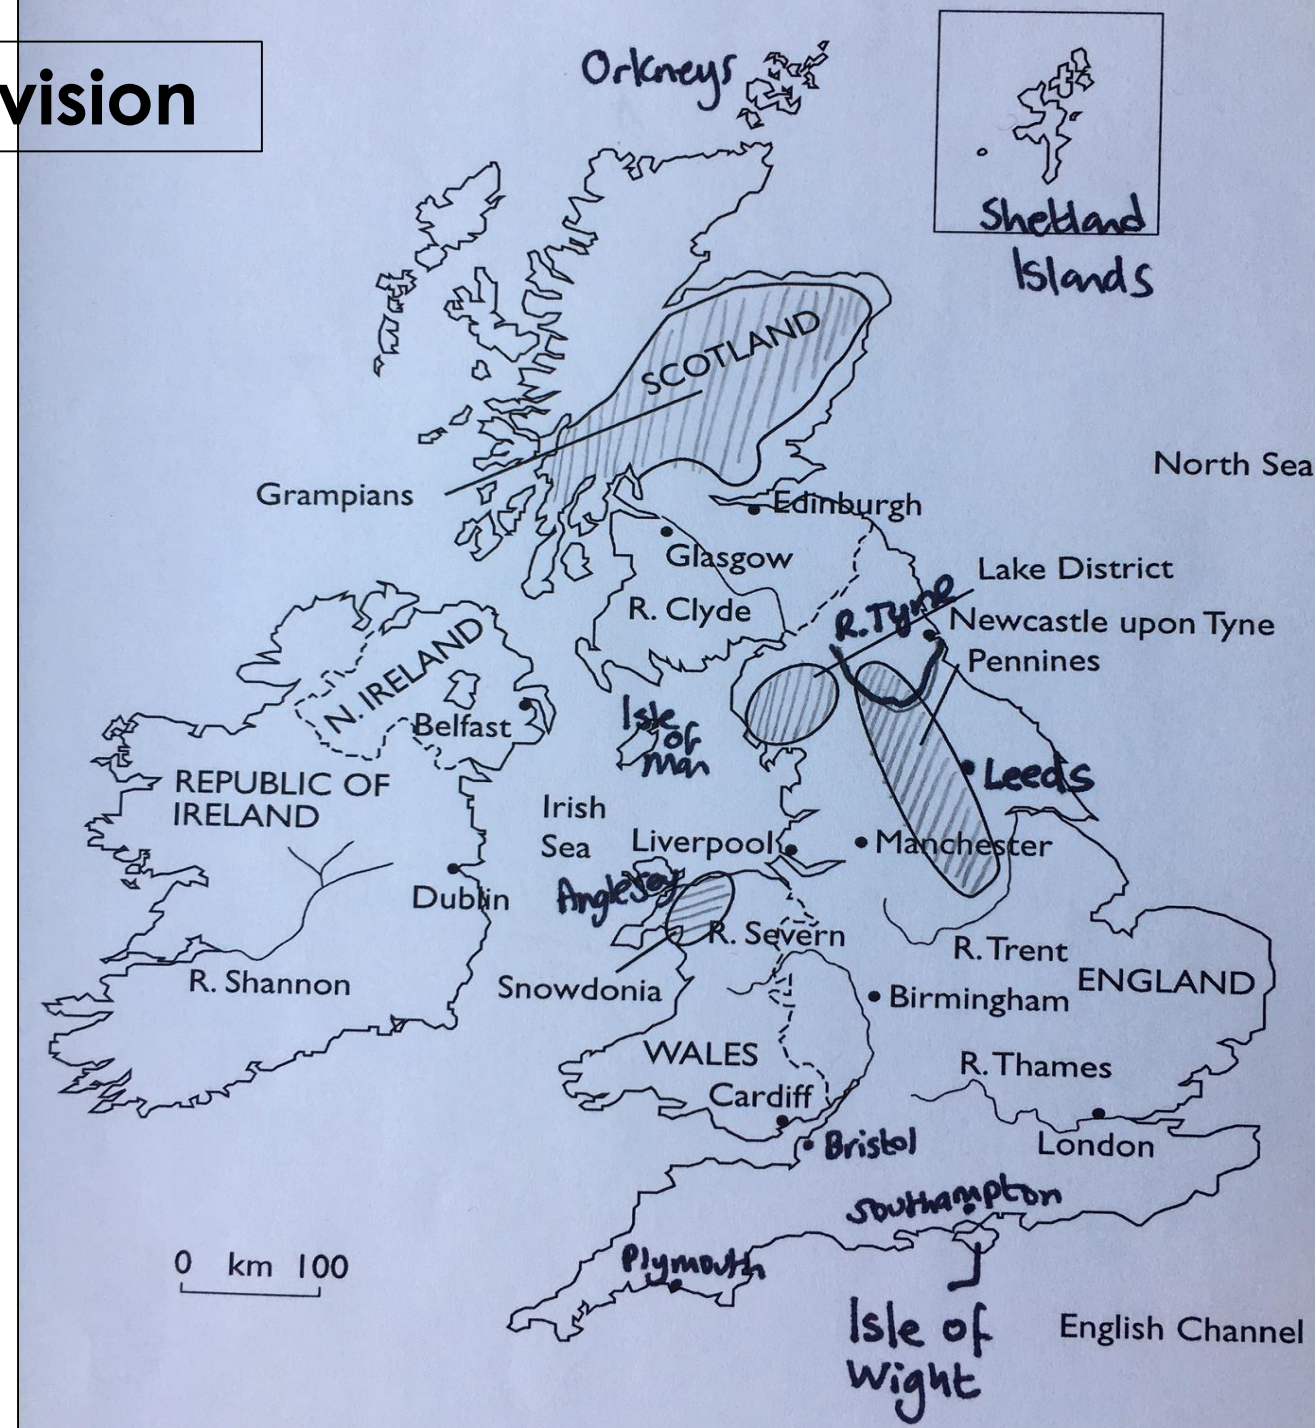 vision
Orkneys
Shetland
Islands
SCOTLAND
North Sea
Grampians
Edinburgh
Glasgow
Lake District
R. Clyde
R. Tyne
Newcastle upon Tyne
Pennines
N. IRELAND
Belfast
Isle
of
Man
Leeds
REPUBLIC OF
IRELAND
Irish
Sea
Liverpool
Manchester
Dublin
Anglesey
R. Severn
R. Trent
R. Shannon
Snowdonia
ENGLAND
Birmingham
WALES
R. Thames
Cardiff
Bristol
London
Southampton
0 km 100
Plymouth
Isle of
Wight
English Channel